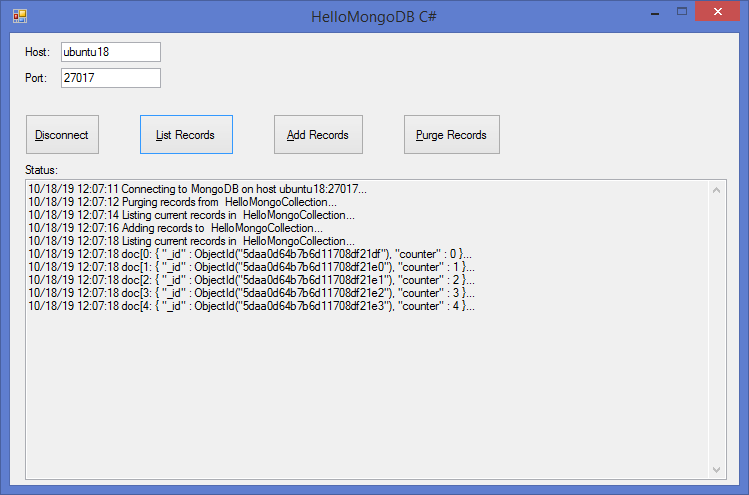 HelloMongoDB C#
Host: ubuntu18
Port: 27017
Disconnect List Records Add Records Purge Records
Status:
10/18/19 12:07:11 Connecting to MongoDB on host ubuntu18:27017...
10/18/19 12:07:12 Purging records from  HelloMongoCollection...
10/18/19 12:07:14 Listing current records in  HelloMongoCollection...
10/18/19 12:07:16 Adding records to  HelloMongoCollection...
10/18/19 12:07:18 Listing current records in  HelloMongoCollection...
10/18/19 12:07:18 doc[0: { "_id" : ObjectId("5daa0d64b7b6d11708df21df"), "counter" : 0 }...
10/18/19 12:07:18 doc[1: { "_id" : ObjectId("5daa0d64b7b6d11708df21e0"), "counter" : 1 }...
10/18/19 12:07:18 doc[2: { "_id" : ObjectId("5daa0d64b7b6d11708df21e1"), "counter" : 2 }...
10/18/19 12:07:18 doc[3: { "_id" : ObjectId("5daa0d64b7b6d11708df21e2"), "counter" : 3 }...
10/18/19 12:07:18 doc[4: { "_id" : ObjectId("5daa0d64b7b6d11708df21e3"), "counter" : 4 }...